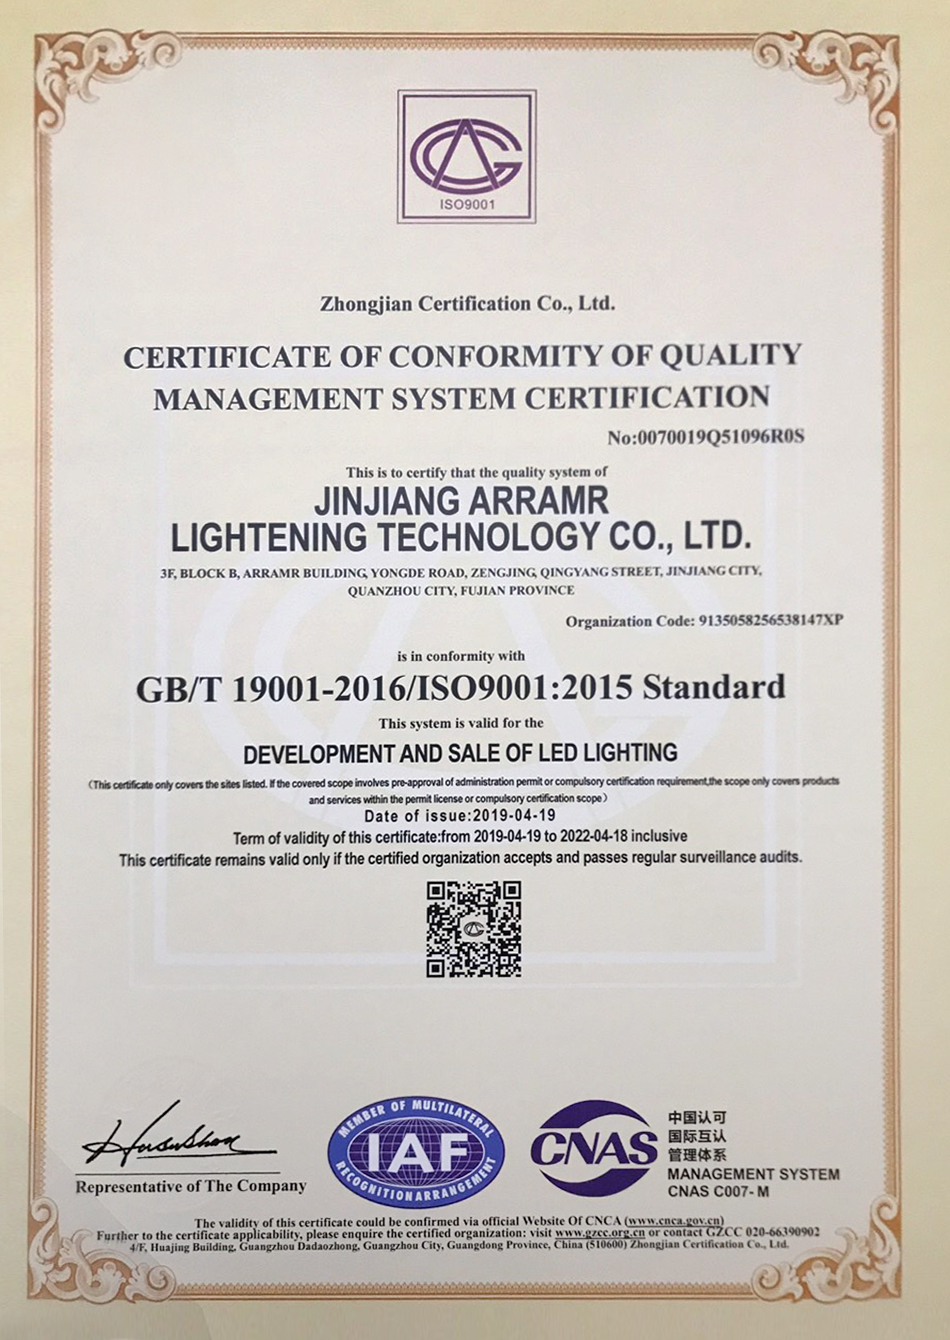 ISO9001
Zhongjian Certification Co., Ltd.
CERTIFICATE OF CONFORMITY OF QUALITY
MANAGEMENT SYSTEM CERTIFICATION
No:0070019Q51096R0S
This is to certify that the quality system of
JINJIANG ARRAMR
LIGHTENING TECHNOLOGY CO., LTD.
3F, BLOCK B, ARRAMR BUILDING, YONGDE ROAD, ZENGJING, QINGYANG STREET, JINJIANG CITY,
QUANZHOU CITY, FUJIAN PROVINCE
Organization Code: 9135058256538147XP
is in conformity with
GB/T 19001-2016/ISO9001:2015 Standard
This system is valid for the
DEVELOPMENT AND SALE OF LED LIGHTING
(This certificate only covers the sites listed. If the covered scope involves pre-approval of administration permit or compulsory certification requirement,the scope only covers products
and services within the permit license or compulsory certification scope)
Date of issue:2019-04-19
Term of validity of this certificate:from 2019-04-19 to 2022-04-18 inclusive
This certificate remains valid only if the certified organization accepts and passes regular surveillance audits.
Representative of The Company
MEMBER OF MULTILATERAL
IAF
RECOGNITION ARRANGEMENT
CNAS
中国认可
国际互认
管理体系
MANAGEMENT SYSTEM
CNAS C007-M
The validity of this certificate could be confirmed via official Website Of CNCA (www.cnca.gov.cn)
Further to the certificate applicability, please enquire the certified organization: visit www.gzcc.org.cn or contact GZCC 020-66390902
4/F, Huajing Building, Guangzhou Dadaozhong, Guangzhou City, Guangdong Province, China (510600) Zhongjian Certification Co., Ltd.